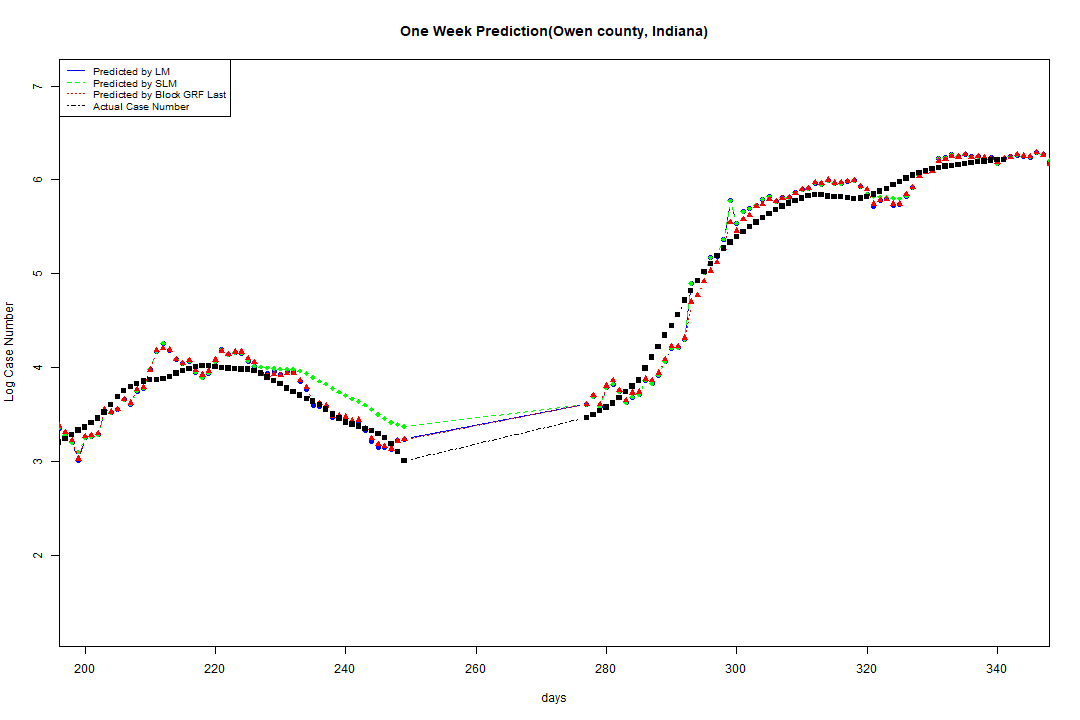 One Week Prediction(Owen county, Indiana)
Predicted by LM
Predicted by SLM
Predicted by Block GRF Last
Actual Case Number
7
6
5
4
3
2
Log Case Number
200 220 240 260 280 300 320 340
days